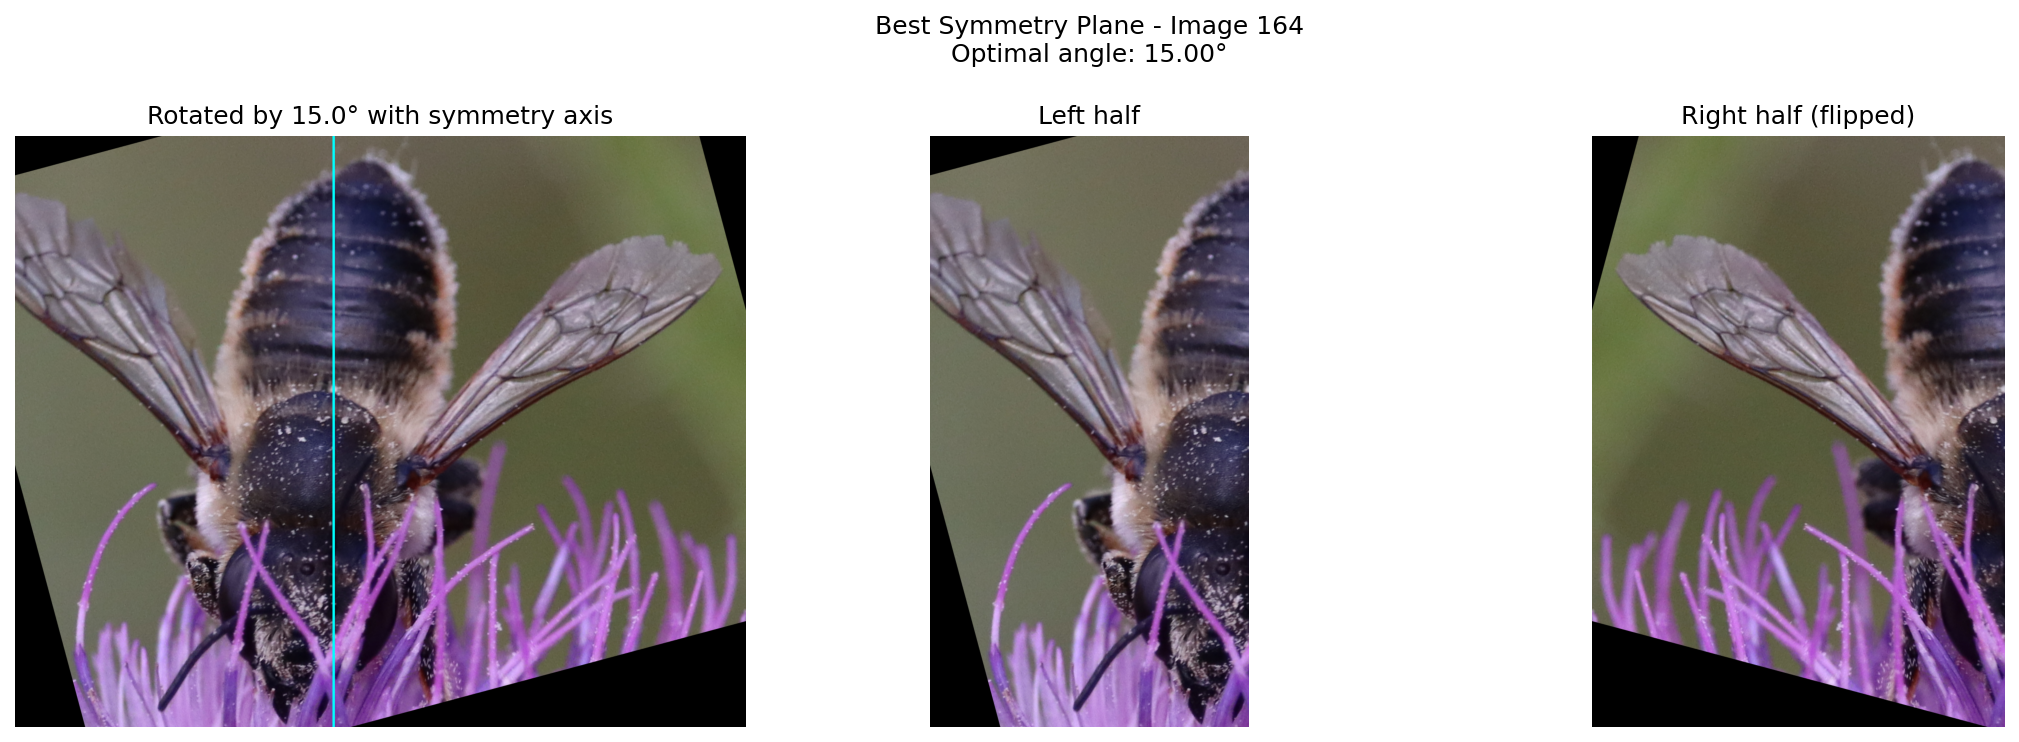 Best Symmetry Plane - Image 164
Optimal angle: 15.00°
Rotated by 15.0° with symmetry axis
Left half
Right half (flipped)